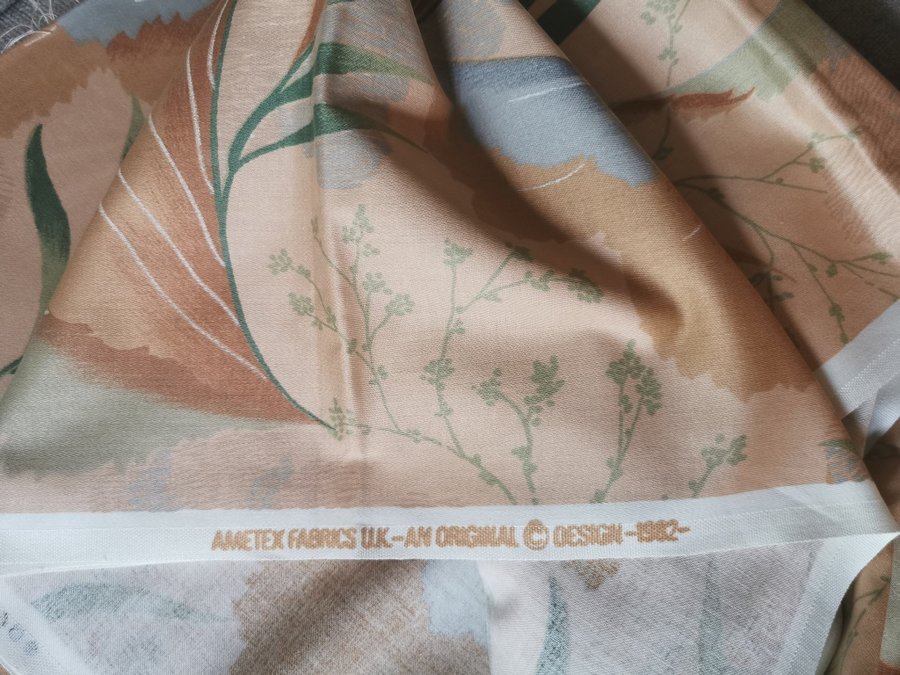 AMETEX FABRICS U.K.-AN ORIGINAL © DESIGN-1982-